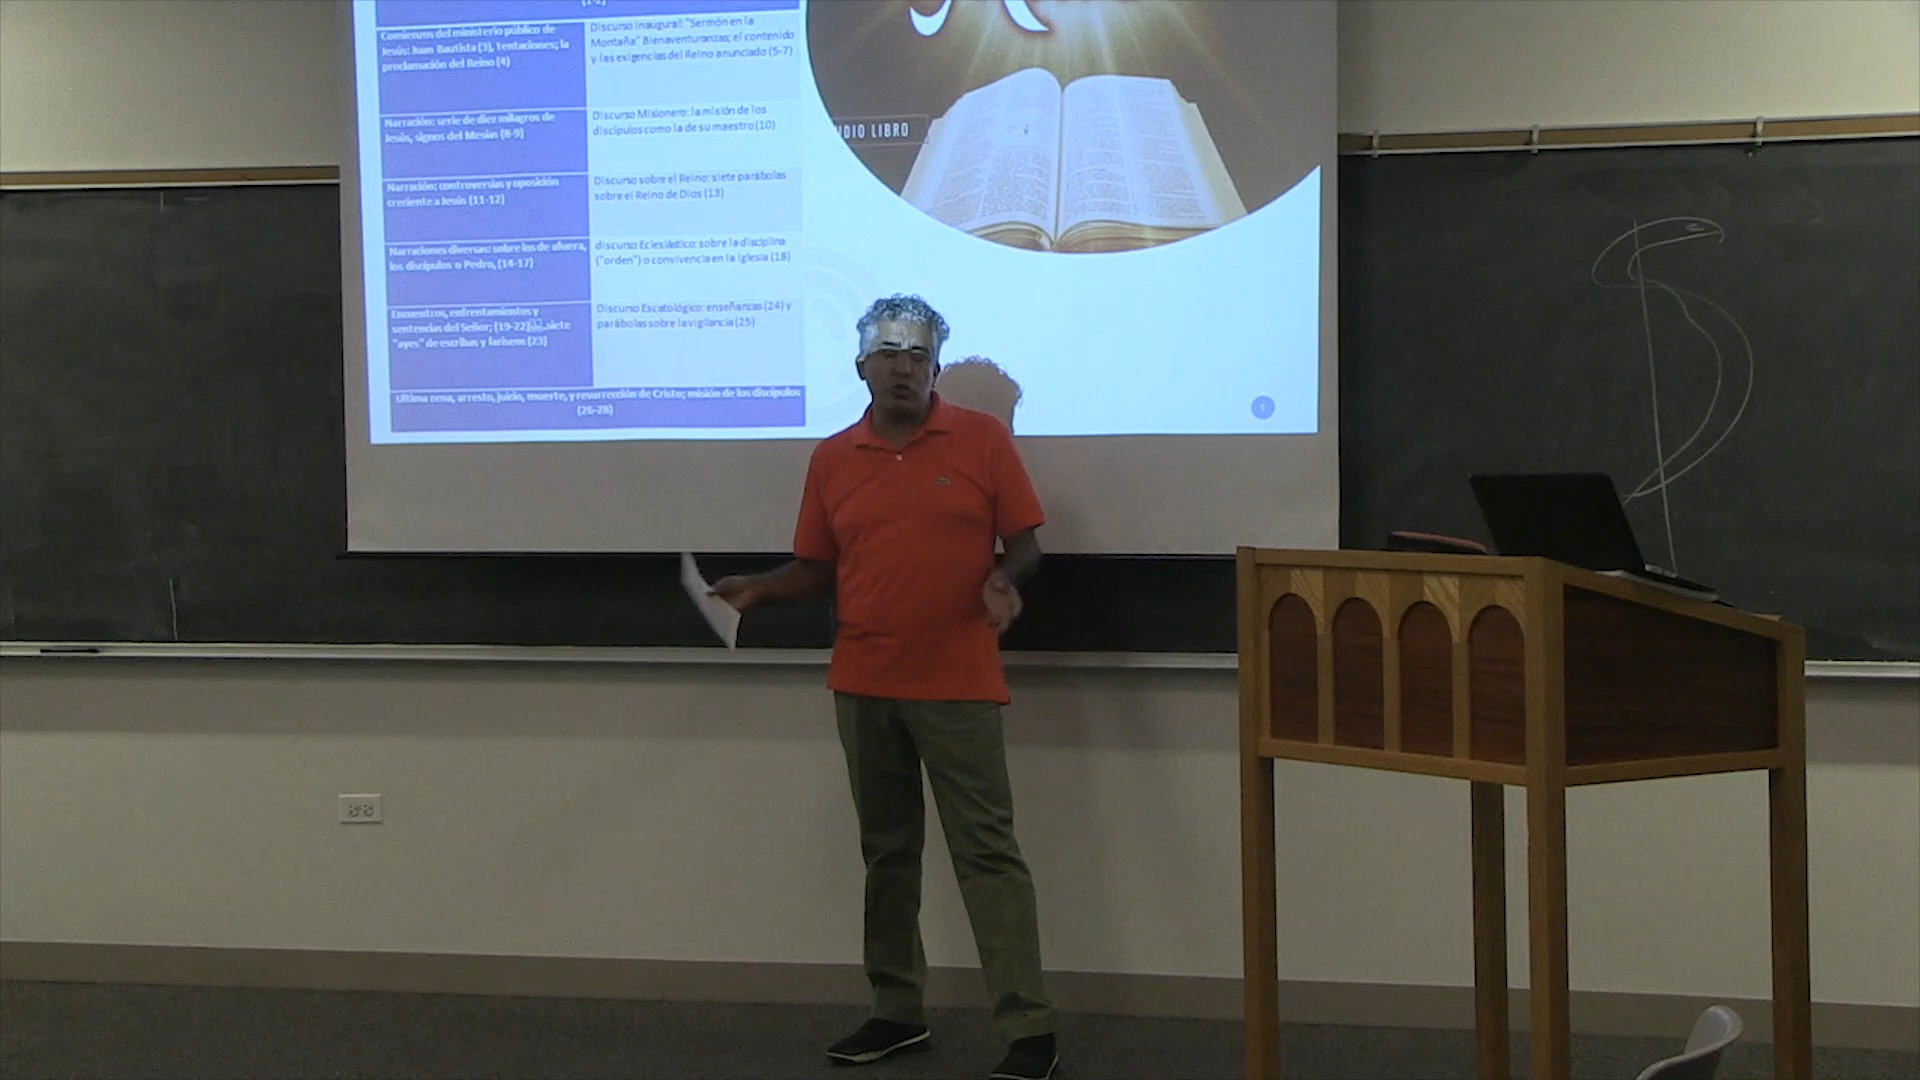 (1-2)
Comienzos del ministerio público de
Jesús: Juan Bautista (3), tentaciones; la
proclamación del Reino (4)
Discurso Inaugural: "Sermón en la
Montaña" Bienaventuranzas; el contenido
y las exigencias del Reino anunciado (5-7)
Narración: serie de diez milagros de
Jesús, signos del Mesías (8-9)
Discurso Misionero: la misión de los
discípulos como la de su maestro (10)
Narración: controversias y oposición
creciente a Jesús (11-12)
Discurso sobre el Reino: siete parábolas
sobre el Reino de Dios (13)
Narraciones diversas: sobre los de afuera,
los discípulos o Pedro, (14-17)
discurso Eclesiástico: sobre la disciplina
("orden") o convivencia en la Iglesia (18)
Encuentros, enfrentamientos y
sentencias del Señor; (19-22) siete
"ayes" de escribas y fariseos (23)
Discurso Escatológico: enseñanzas (24) y
parábolas sobre la vigilancia (25)
Ultima cena, arresto, juicio, muerte, y resurrección de Cristo; misión de los discípulos
(26-28)
UDIO LIBRO
5